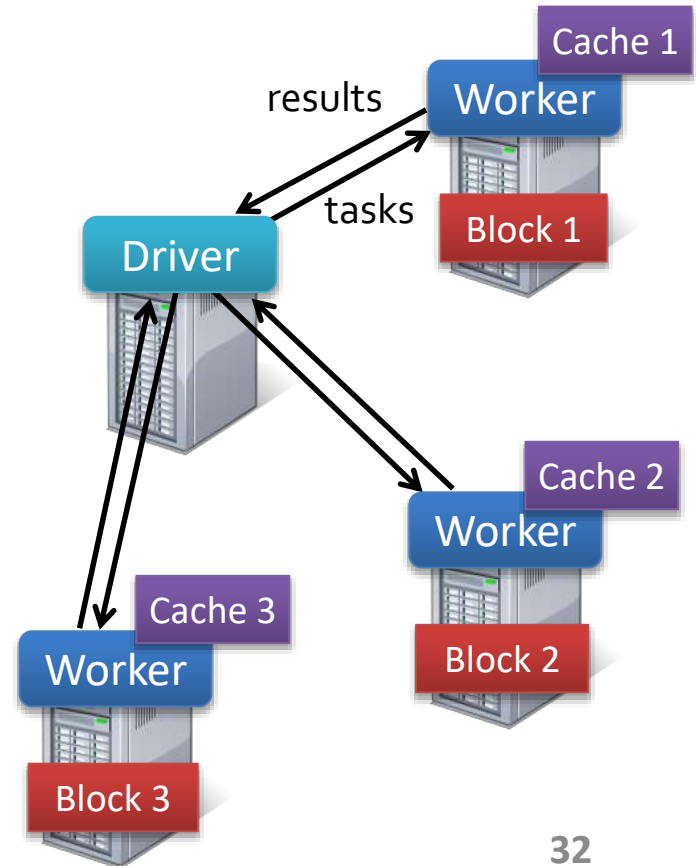 Cache 1
Worker
results
tasks
Block 1
Driver
Cache 2
Worker
Block 2
Cache 3
Worker
Block 3
32